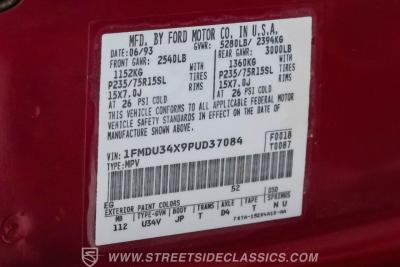 MFD. BY FORD MOTOR CO. IN U.S.A.
DATE: 06/93 GVWR: 5280LB/ 2394KG
FRONT GAWR: 2540LB REAR GAWR: 3000LB
1152KG WITH 1360KG WITH
P235/75R15SL TIRES P235/75R15SL TIRES
15X7.0J RIMS 15X7.0J RIMS
AT 26 PSI COLD AT 26 PSI COLD
THIS VEHICLE CONFORMS TO ALL APPLICABLE FEDERAL MOTOR
VEHICLE SAFETY STANDARDS IN EFFECT ON THE DATE OF
MANUFACTURE SHOWN ABOVE.
VIN: 1FMDU34X9PUD37084 F0018
TYPE: MPV T0087
EG 52 DSO
EXTERIOR PAINT COLORS
WB TYPE-GVW BODY TRANS AXLE TAPE SPRINGS
112 U34V JP T D4 T N U
WWW.STREETSIDECLASSICS.COM